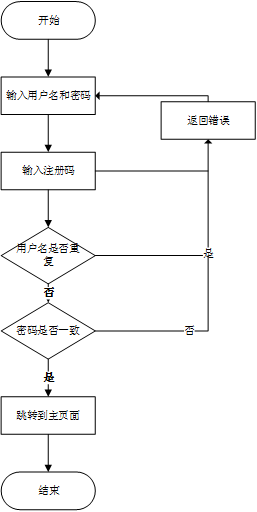 开始
输入用户名和密码
返回错误
输入注册码
用户名是否重
复
是
否
密码是否一致
否
是
跳转到主页面
结束